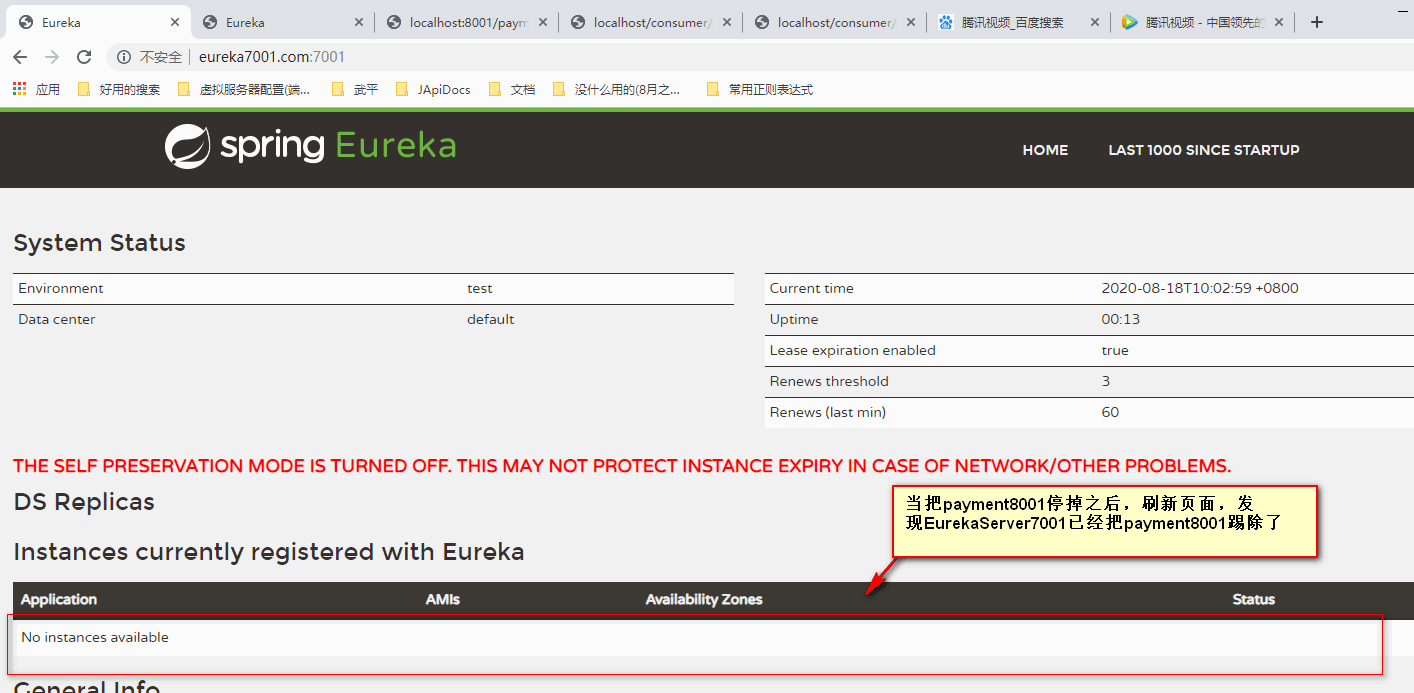 Eureka
Eureka
localhost:8001/paym
localhost/consumer/
localhost/consumer/
腾讯视频_百度搜索
腾讯视频 - 中国领先的
不安全
eureka7001.com:7001
应用
好用的搜索
虚拟服务器配置(端...
武平
JApiDocs
文档
没什么用的(8月之...
常用正则表达式
spring Eureka
HOME
LAST 1000 SINCE STARTUP
System Status
Environment test
Data center default
Current time 2020-08-18T10:02:59 +0800
Uptime 00:13
Lease expiration enabled true
Renews threshold 3
Renews (last min) 60
THE SELF PRESERVATION MODE IS TURNED OFF. THIS MAY NOT PROTECT INSTANCE EXPIRY IN CASE OF NETWORK/OTHER PROBLEMS.
DS Replicas
当把payment8001停掉之后，刷新页面，发
现EurekaServer7001已经把payment8001踢除了
Instances currently registered with Eureka
Application AMIs Availability Zones Status
No instances available
General Info